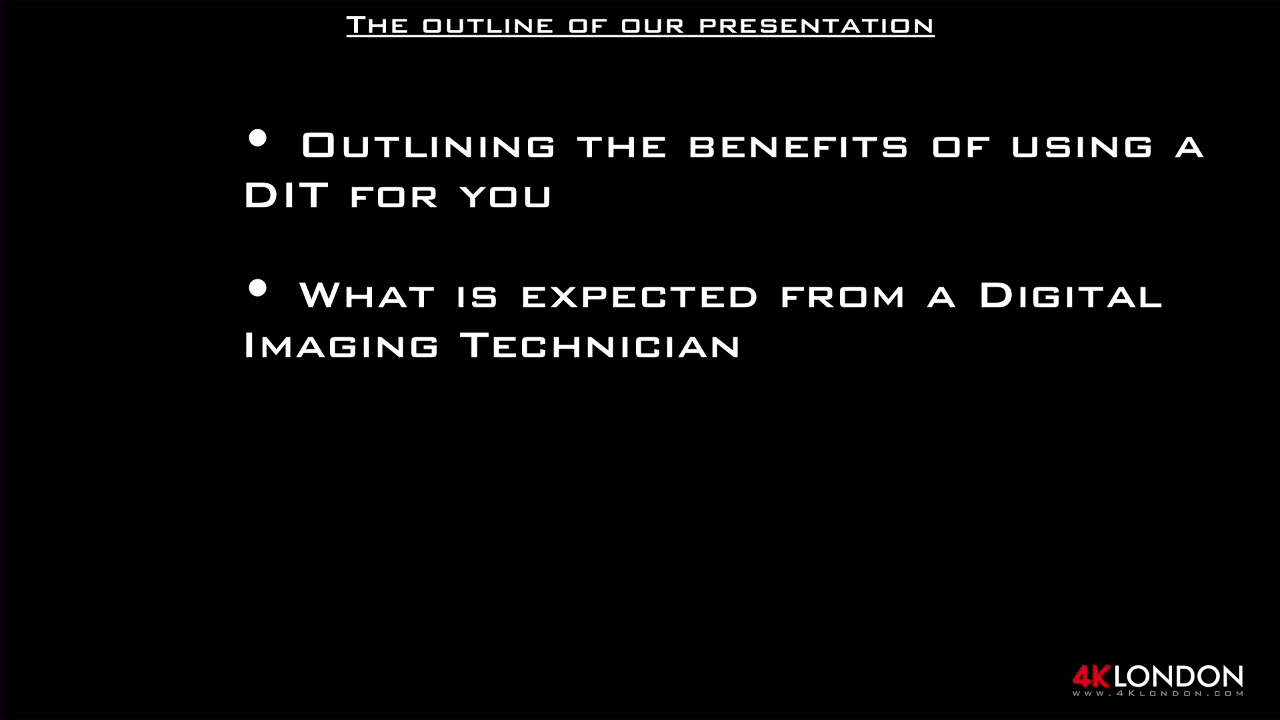 The outline of our presentation
• Outlining the benefits of using a
DIT for you
• What is expected from a Digital
Imaging Technician
4KLONDON
www.4Klondon.com